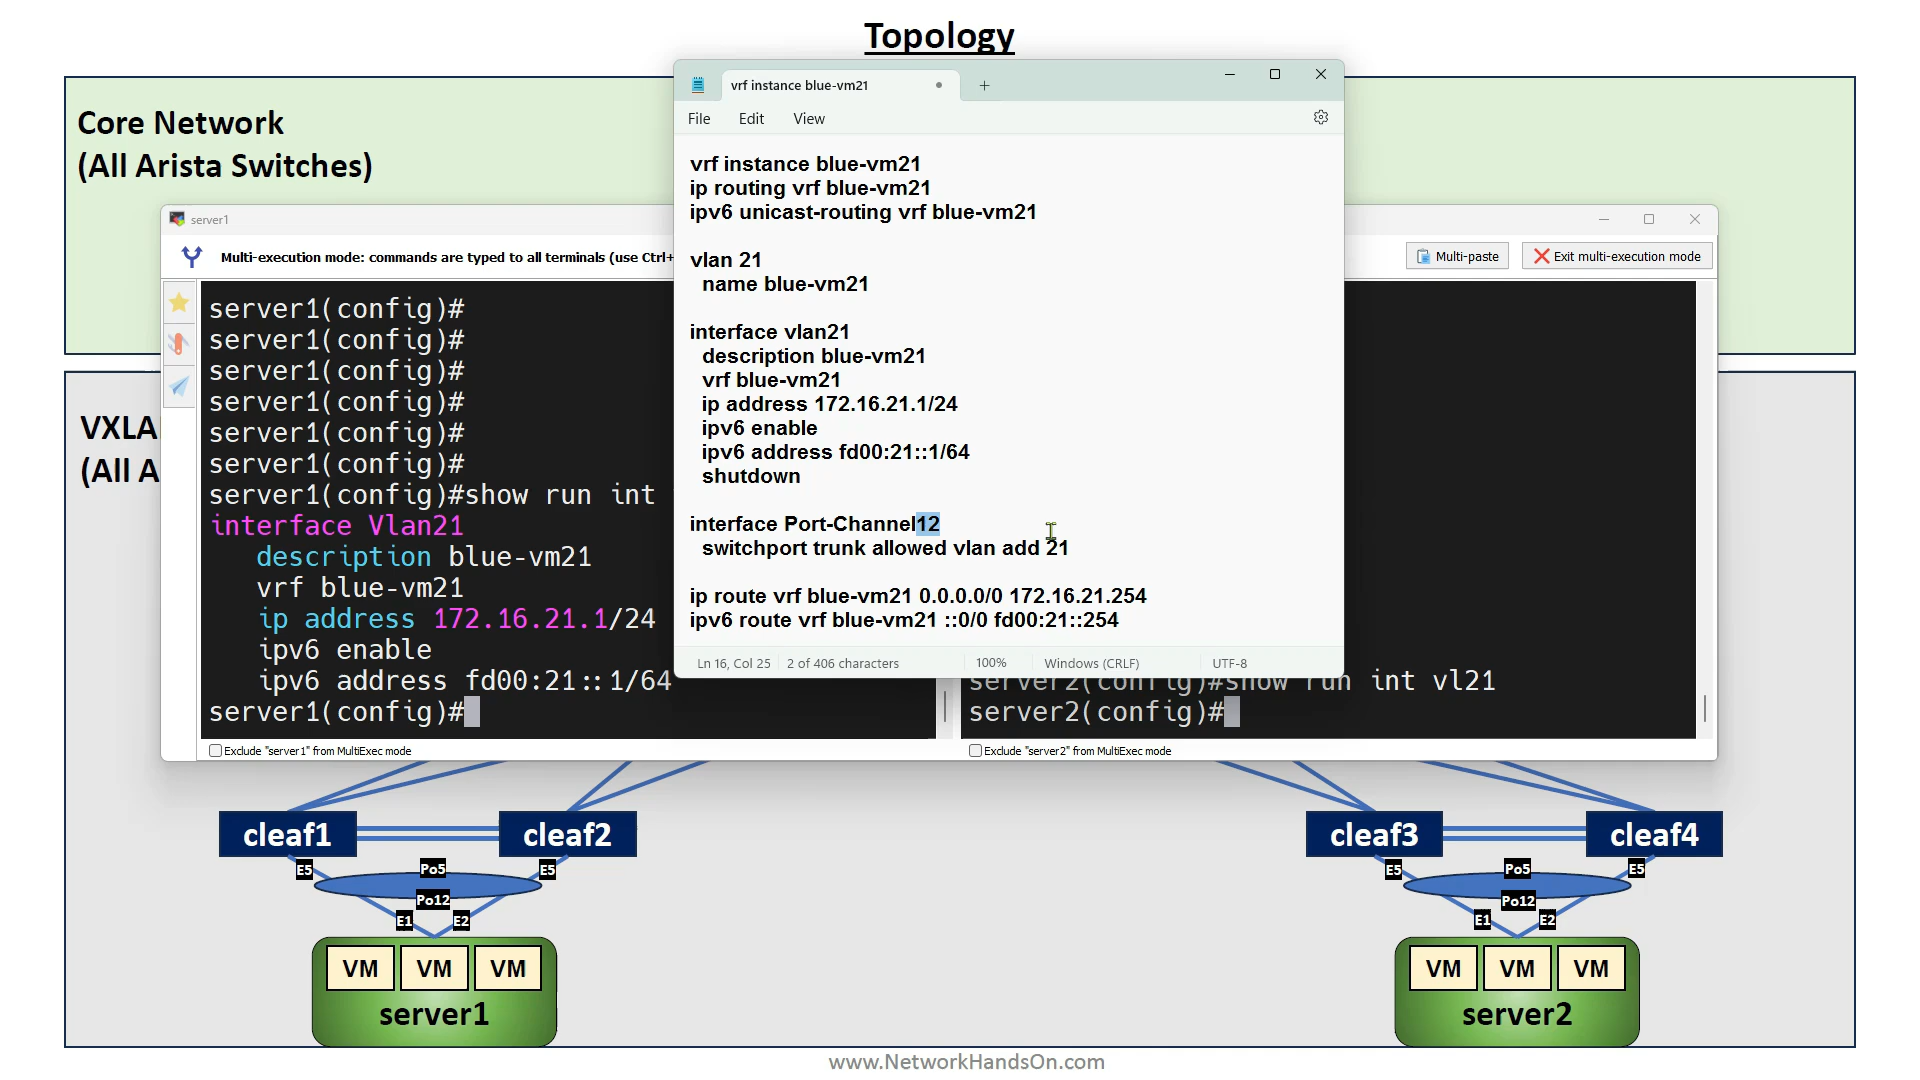 Topology
Core Network
(All Arista Switches)
VXLA
(All A
vrf instance blue-vm21
File Edit View
vrf instance blue-vm21
ip routing vrf blue-vm21
ipv6 unicast-routing vrf blue-vm21
vlan 21
name blue-vm21
interface vlan21
description blue-vm21
vrf blue-vm21
ip address 172.16.21.1/24
ipv6 enable
ipv6 address fd00:21::1/64
shutdown
interface Port-Channel12
switchport trunk allowed vlan add 21
ip route vrf blue-vm21 0.0.0.0/0 172.16.21.254
ipv6 route vrf blue-vm21 ::0/0 fd00:21::254
Ln 16, Col 25 2 of 406 characters 100% Windows (CRLF) UTF-8
server1
Multi-execution mode: commands are typed to all terminals (use Ctrl+
Multi-paste Exit multi-execution mode
server1(config)#
server1(config)#
server1(config)#
server1(config)#
server1(config)#
server1(config)#
server1(config)#show run int
interface Vlan21
description blue-vm21
vrf blue-vm21
ip address 172.16.21.1/24
ipv6 enable
ipv6 address fd00:21::1/64
server1(config)#
server2(config)#show run int vl21
server2(config)#
Exclude "server1" from MultiExec mode
Exclude "server2" from MultiExec mode
cleaf1 cleaf2 cleaf3 cleaf4
E5 Po5 E5 E5 Po5 E5
Po12 Po12
E1 E2 E1 E2
VM VM VM VM VM VM
server1 server2
www.NetworkHandsOn.com